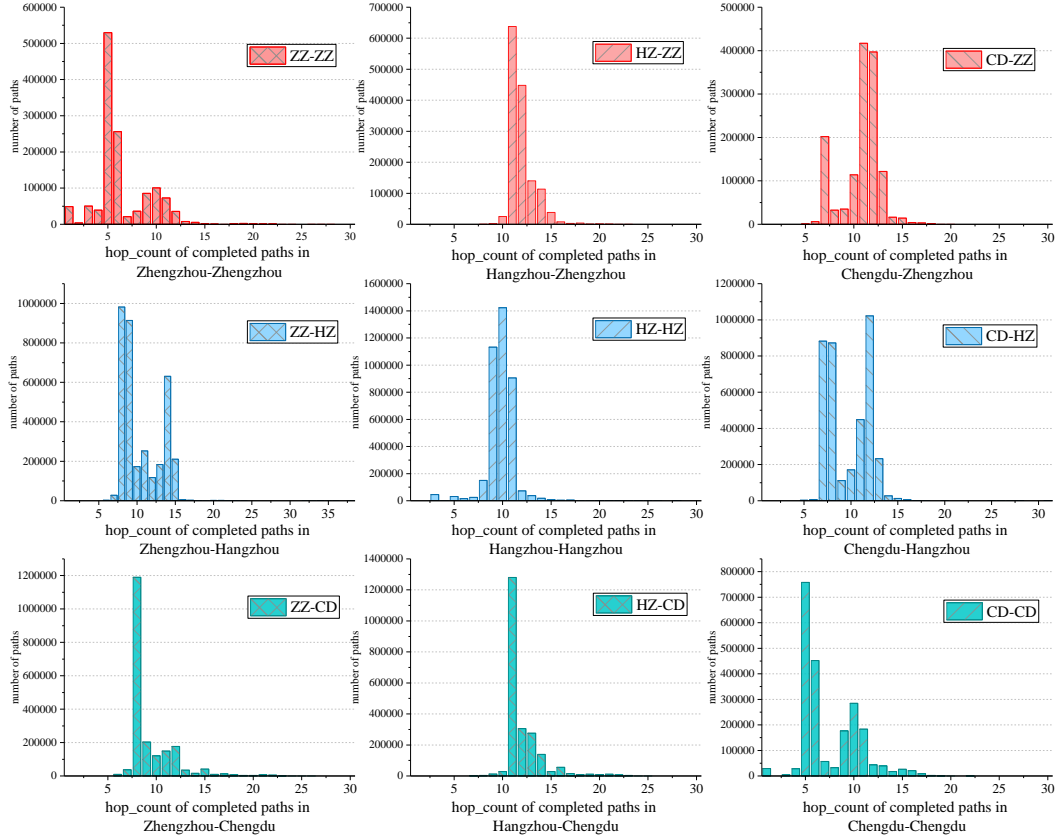 600000
500000
400000
300000
200000
100000
0
number of paths
ZZ-ZZ
5 10 15 20 25 30
hop_count of completed paths in
Zhengzhou-Zhengzhou
700000
600000
500000
400000
300000
200000
100000
0
number of paths
HZ-ZZ
5 10 15 20 25 30
hop_count of completed paths in
Hangzhou-Zhengzhou
500000
400000
300000
200000
100000
0
number of paths
CD-ZZ
5 10 15 20 25 30
hop_count of completed paths in
Chengdu-Zhengzhou
1000000
800000
600000
400000
200000
0
number of paths
ZZ-HZ
5 10 15 20 25 30 35
hop_count of completed paths in
Zhengzhou-Hangzhou
1600000
1400000
1200000
1000000
800000
600000
400000
200000
0
number of paths
HZ-HZ
5 10 15 20 25 30
hop_count of completed paths in
Hangzhou-Hangzhou
1200000
1000000
800000
600000
400000
200000
0
number of paths
CD-HZ
5 10 15 20 25 30
hop_count of completed paths in
Chengdu-Hangzhou
1200000
1000000
800000
600000
400000
200000
0
number of paths
ZZ-CD
5 10 15 20 25 30
hop_count of completed paths in
Zhengzhou-Chengdu
1400000
1200000
1000000
800000
600000
400000
200000
0
number of paths
HZ-CD
5 10 15 20 25 30
hop_count of completed paths in
Hangzhou-Chengdu
800000
700000
600000
500000
400000
300000
200000
100000
0
number of paths
CD-CD
5 10 15 20 25 30
hop_count of completed paths in
Chengdu-Chengdu